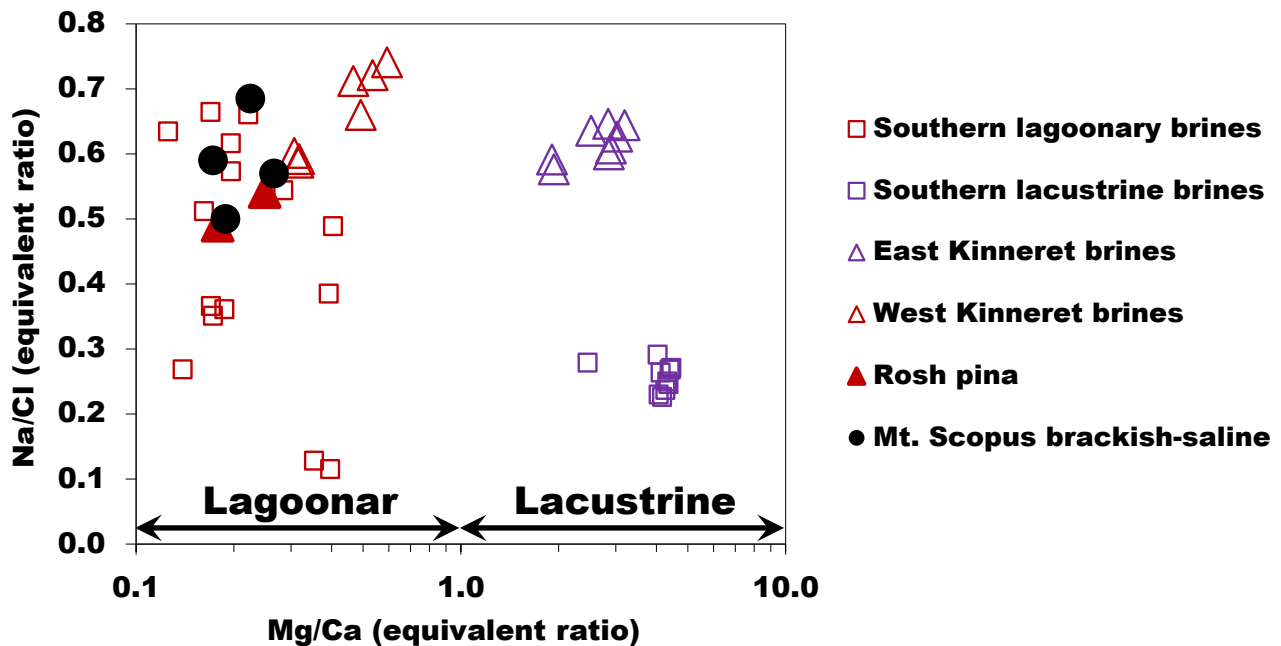 0.8
0.7
0.6
0.5
0.4
0.3
0.2
0.1
0.0
Na/Cl (equivalent ratio)
Lagoonar
Lacustrine
0.1
1.0
10.0
Mg/Ca (equivalent ratio)
Southern lagoonary brines
Southern lacustrine brines
East Kinneret brines
West Kinneret brines
Rosh pina
Mt. Scopus brackish-saline